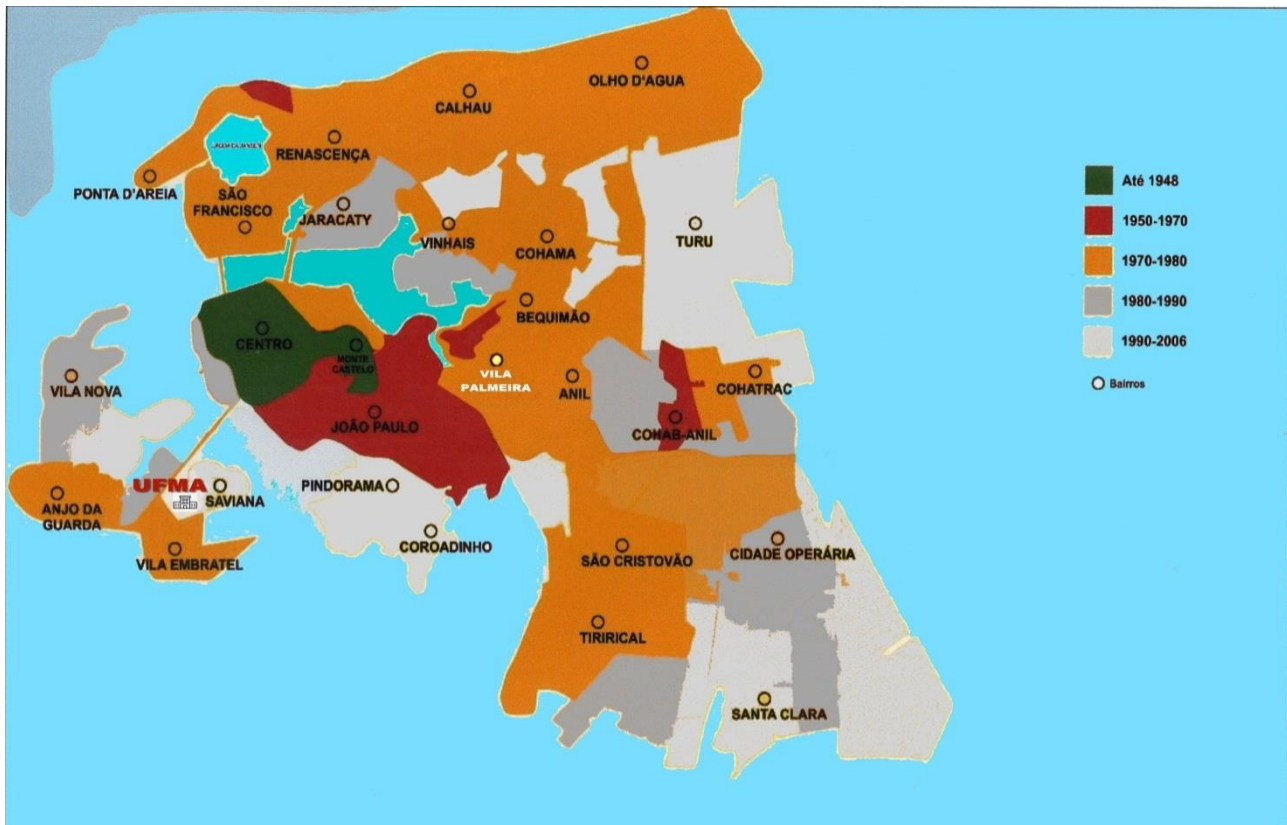 OLHO D'AGUA
CALHAU
RENASCENÇA
PONTA D'AREIA
SÃO
FRANCISCO
JARACATY
VINHAIS
COHAMA
TURU
BEQUIMÃO
CENTRO
MONTE
CASTELO
VILA
PALMEIRA
ANIL
COHATRAC
VILA NOVA
JOÃO PAULO
COHAB-ANIL
UFMA
SAVIANA
PINDORAMA
ANJO DA
GUARDA
COROADINHO
VILA EMBRATEL
SÃO CRISTOVÃO
CIDADE OPERÁRIA
TIRIRICAL
SANTA CLARA
Até 1948
1950-1970
1970-1980
1980-1990
1990-2006
Bairros